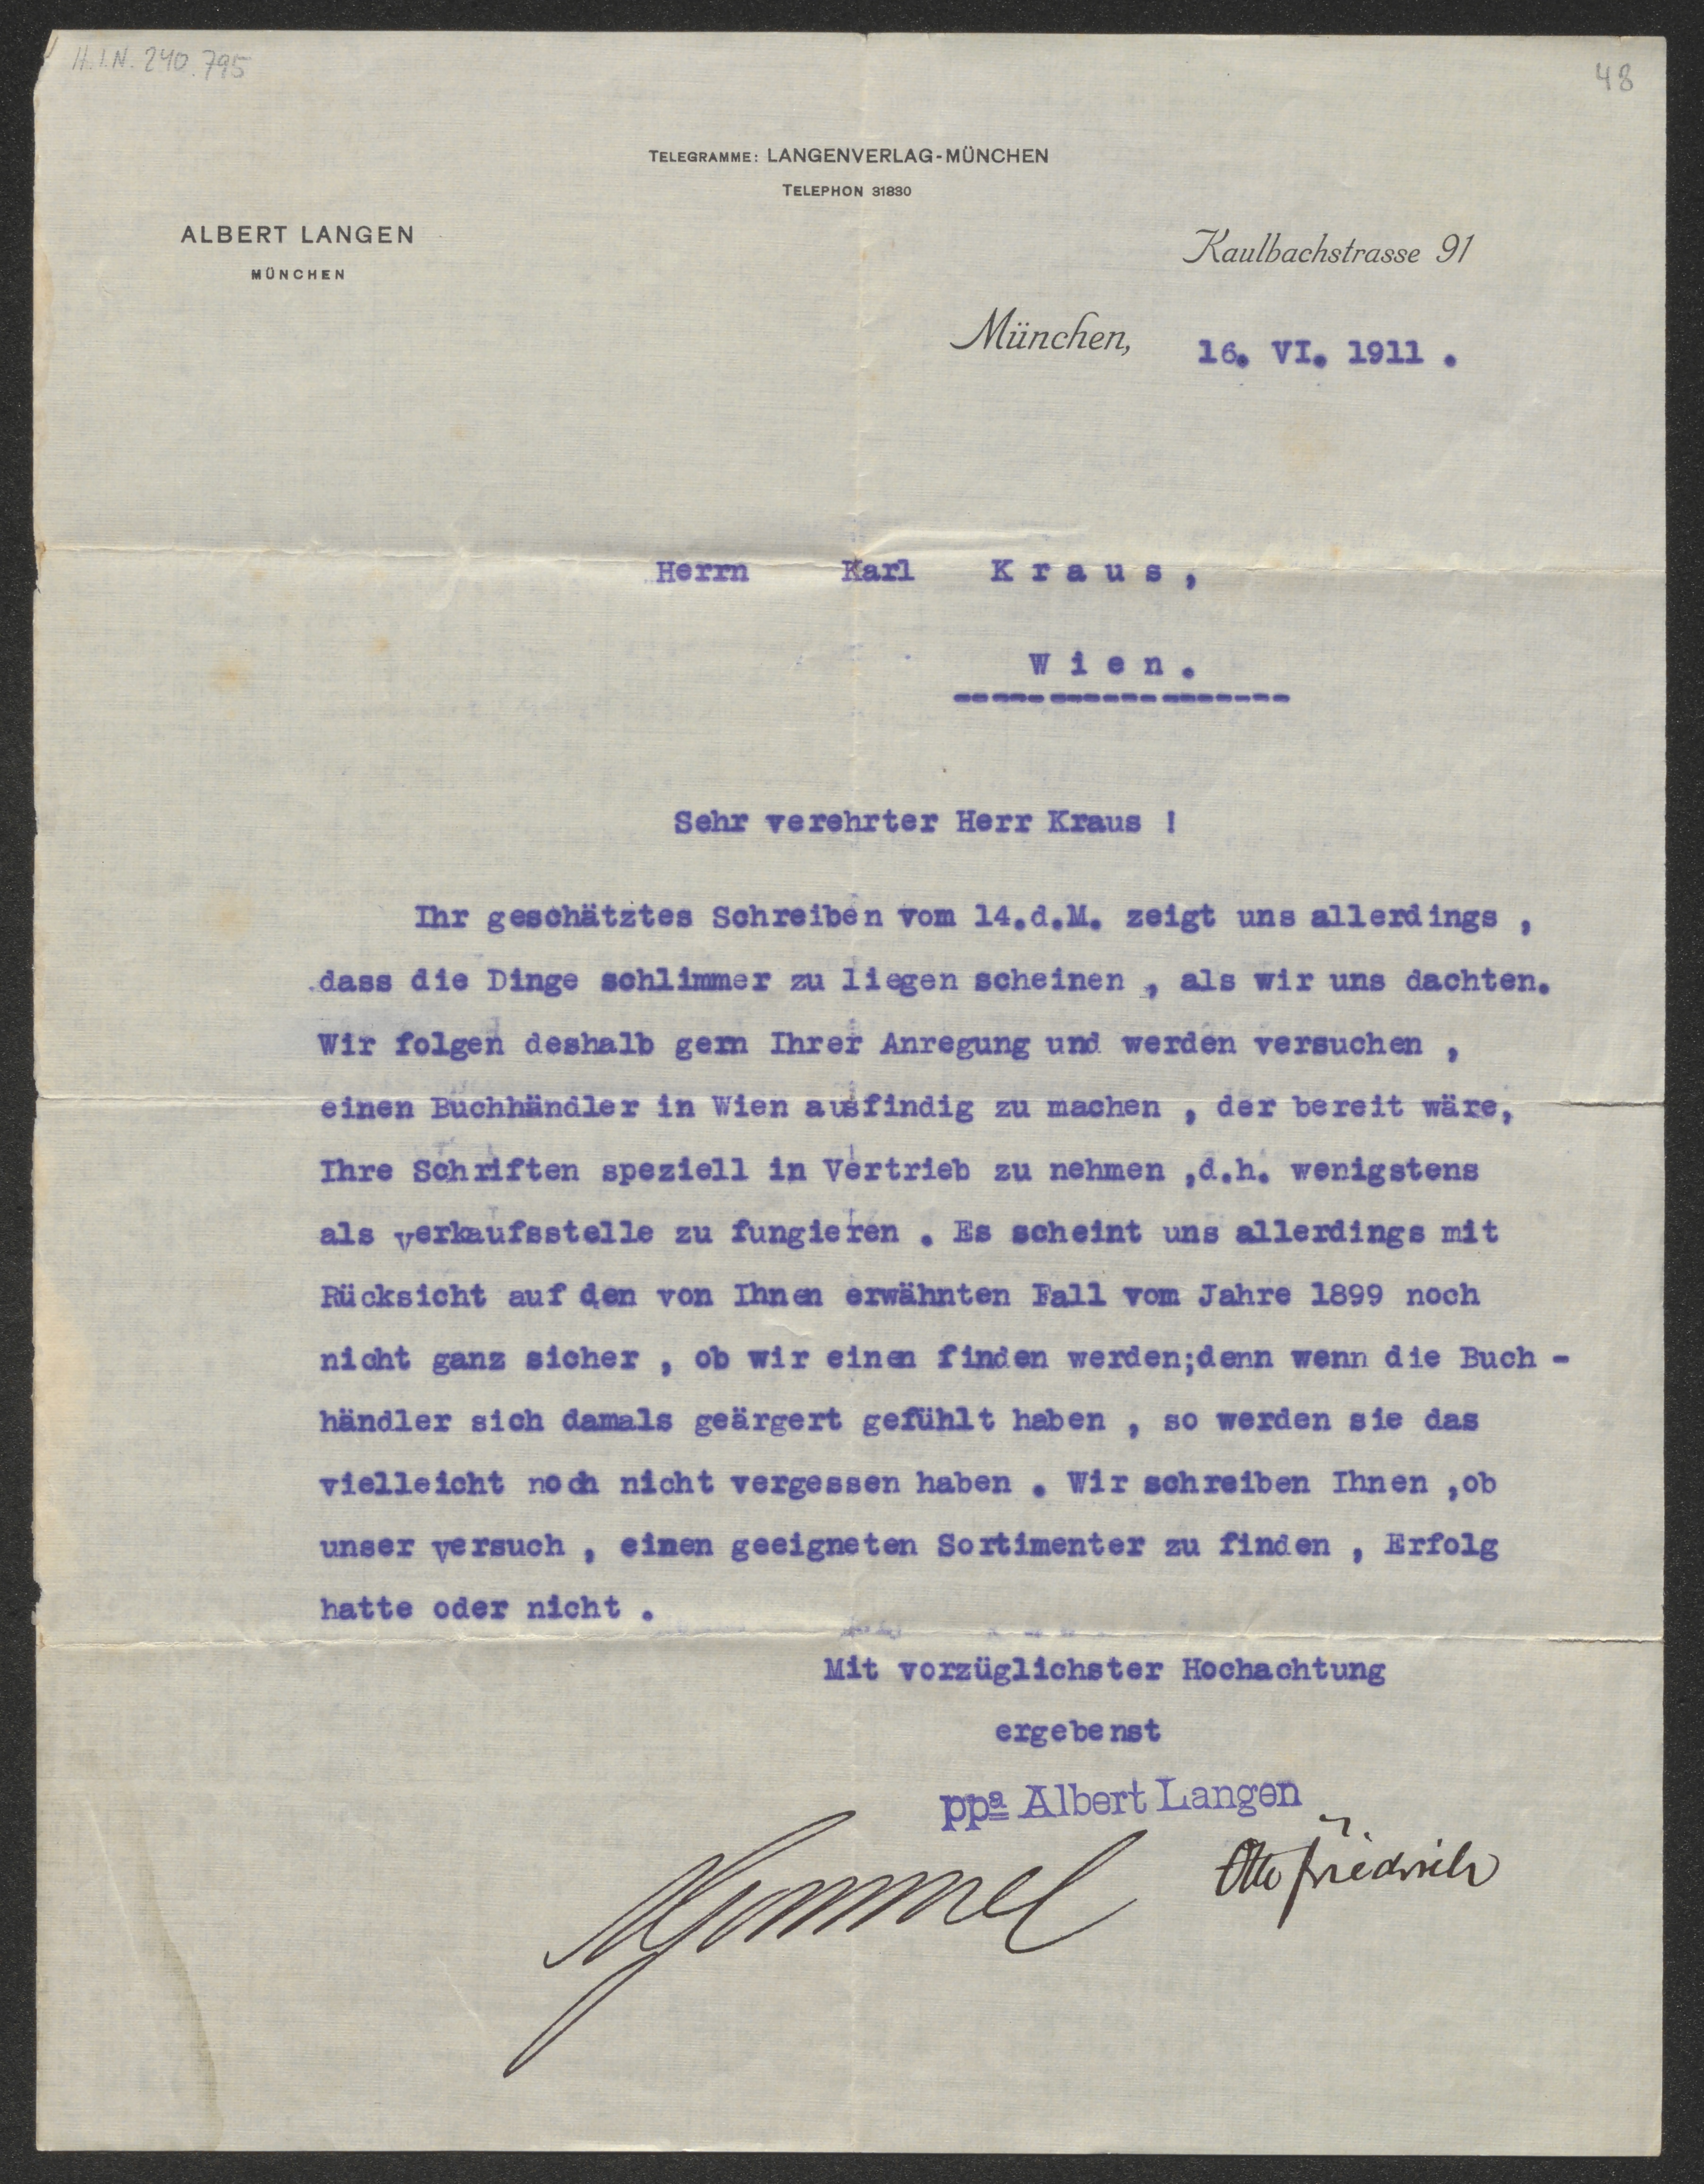 H.I.N. 240.795
48
TELEGRAMME: LANGENVERLAG-MÜNCHEN
TELEPHON 31830
ALBERT LANGEN
MÜNCHEN
Kaulbachstrasse 91
München, 16. VI. 1911 .
Herrn Karl K r a u s ,
W i e n .
------------------
Sehr verehrter Herr Kraus !
Ihr geschätztes Schreiben vom 14.d.M. zeigt uns allerdings ,
dass die Dinge schlimmer zu liegen scheinen , als wir uns dachten.
Wir folgen deshalb gern Ihrer Anregung und werden versuchen ,
einen Buchhändler in Wien ausfindig zu machen , der bereit wäre,
Ihre Schriften speziell in Vertrieb zu nehmen ,d.h. wenigstens
als verkaufsstelle zu fungieren . Es scheint uns allerdings mit
Rücksicht auf den von Ihnen erwähnten Fall vom Jahre 1899 noch
nicht ganz sicher , ob wir einen finden werden;denn wenn die Buch -
händler sich damals geärgert gefühlt haben , so werden sie das
vielleicht noch nicht vergessen haben . Wir schreiben Ihnen ,ob
unser versuch , einen geeigneten Sortimenter zu finden , Erfolg
hatte oder nicht .
Mit vorzüglichster Hochachtung
ergebenst
ppa Albert Langen
Otto Friedrich